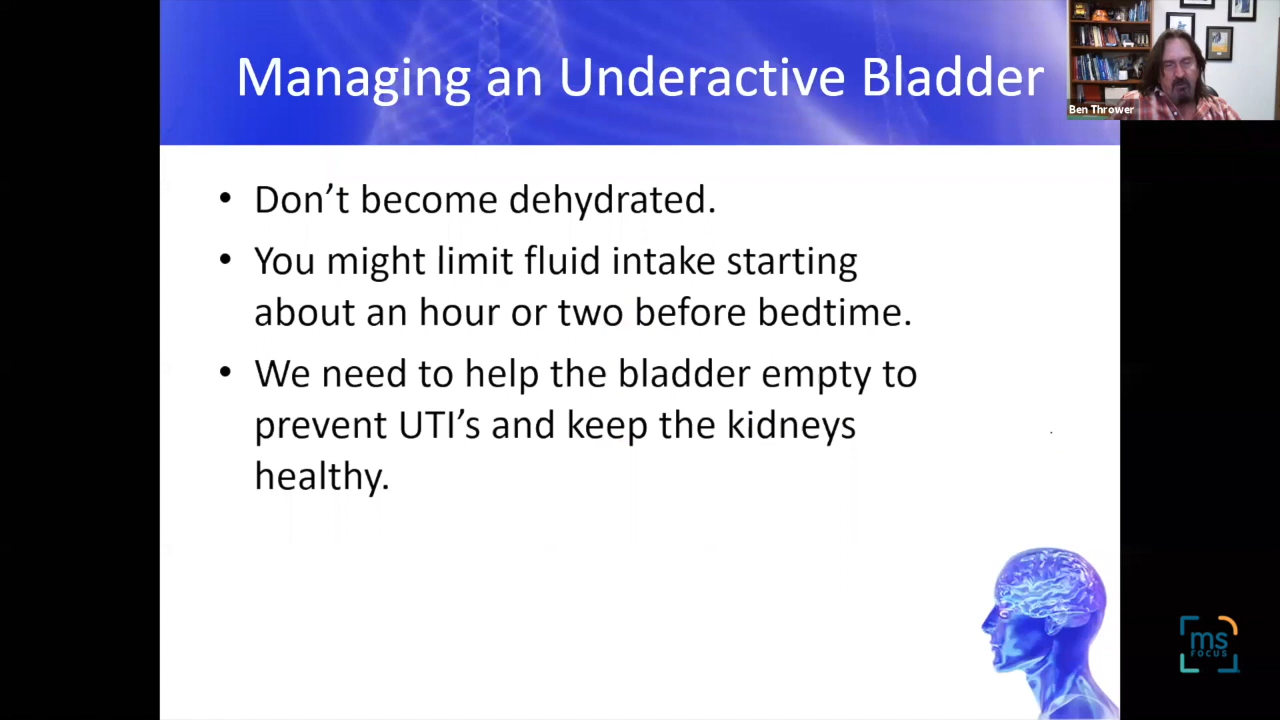 Managing an Underactive Bladder
Ben Thrower
• Don’t become dehydrated.
• You might limit fluid intake starting
about an hour or two before bedtime.
• We need to help the bladder empty to
prevent UTI’s and keep the kidneys
healthy.
ms
FOCUS